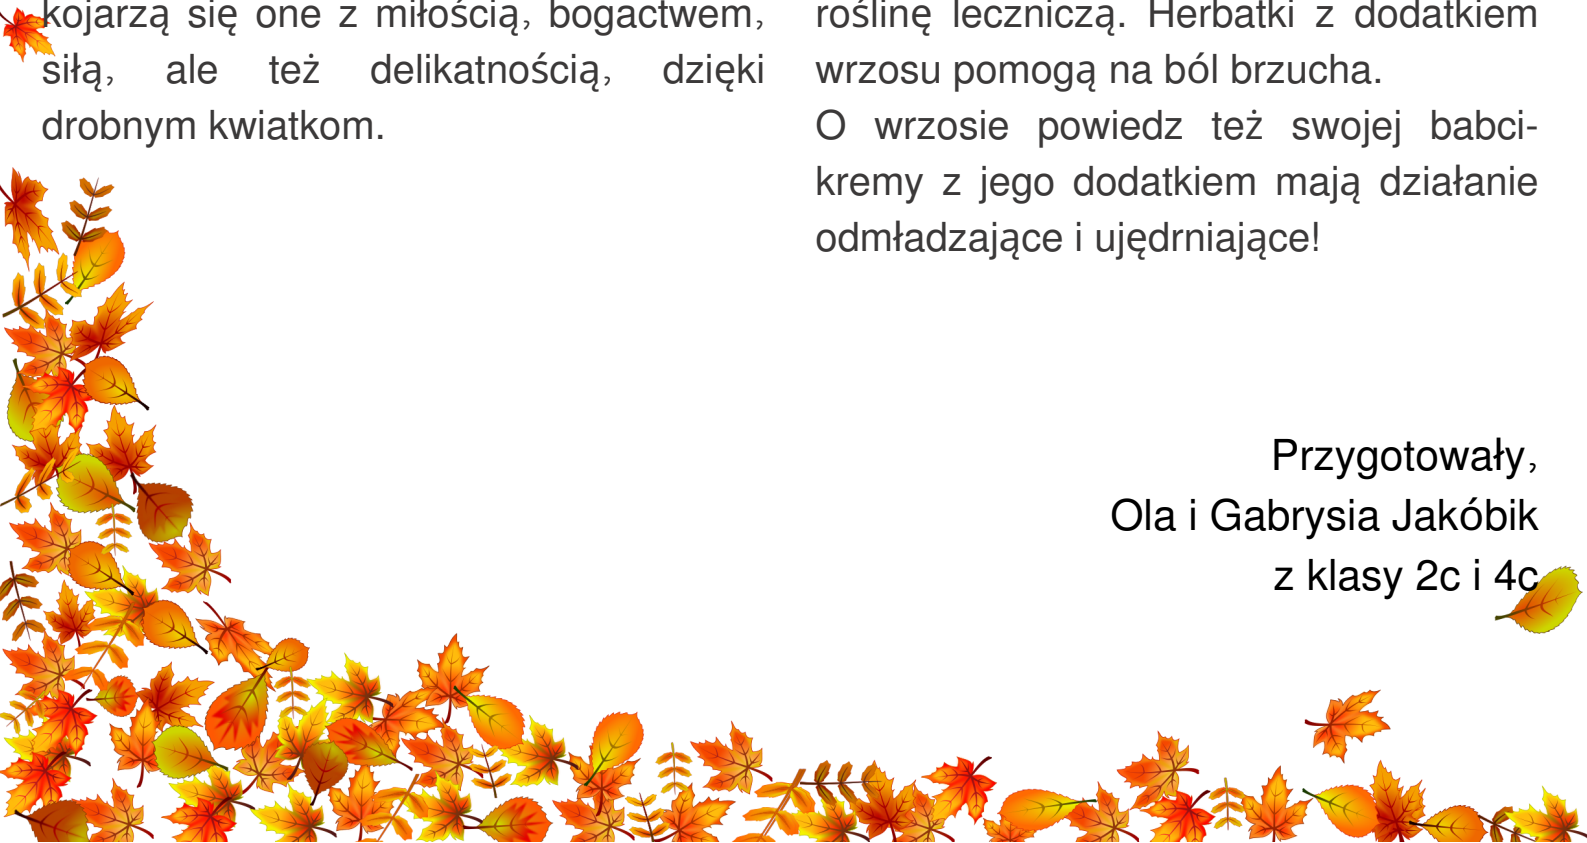 kojarzą się one z miłością, bogactwem,
siłą, ale też delikatnością, dzięki
drobnym kwiatkom.
roślinę leczniczą. Herbatki z dodatkiem
wrzosu pomogą na ból brzucha.
O wrzosie powiedz też swojej babci-
kremy z jego dodatkiem mają działanie
odmładzające i ujędrniające!
Przygotowały,
Ola i Gabrysia Jakóbik
z klasy 2c i 4c